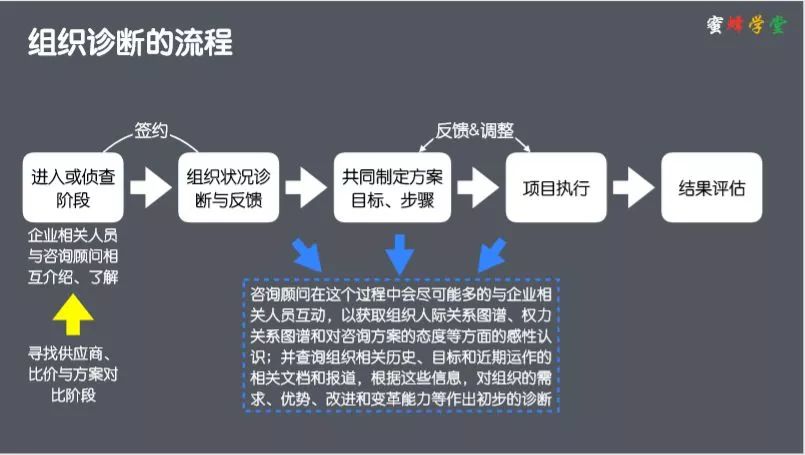 组织诊断的流程
蜜蜂学堂
签约
反馈&调整
进入或侦查
阶段
组织状况诊
断与反馈
共同制定方案
目标、步骤
项目执行
结果评估
企业相关人员
与咨询顾问相
互介绍、了解
寻找供应商、
比价与方案对
比阶段
咨询顾问在这个过程中会尽可能多的与企业相
关人员互动，以获取组织人际关系图谱、权力
关系图谱和对咨询方案的态度等方面的感性认
识；并查询组织相关历史、目标和近期运作的
相关文档和报道，根据这些信息，对组织的需
求、优势、改进和变革能力等作出初步的诊断